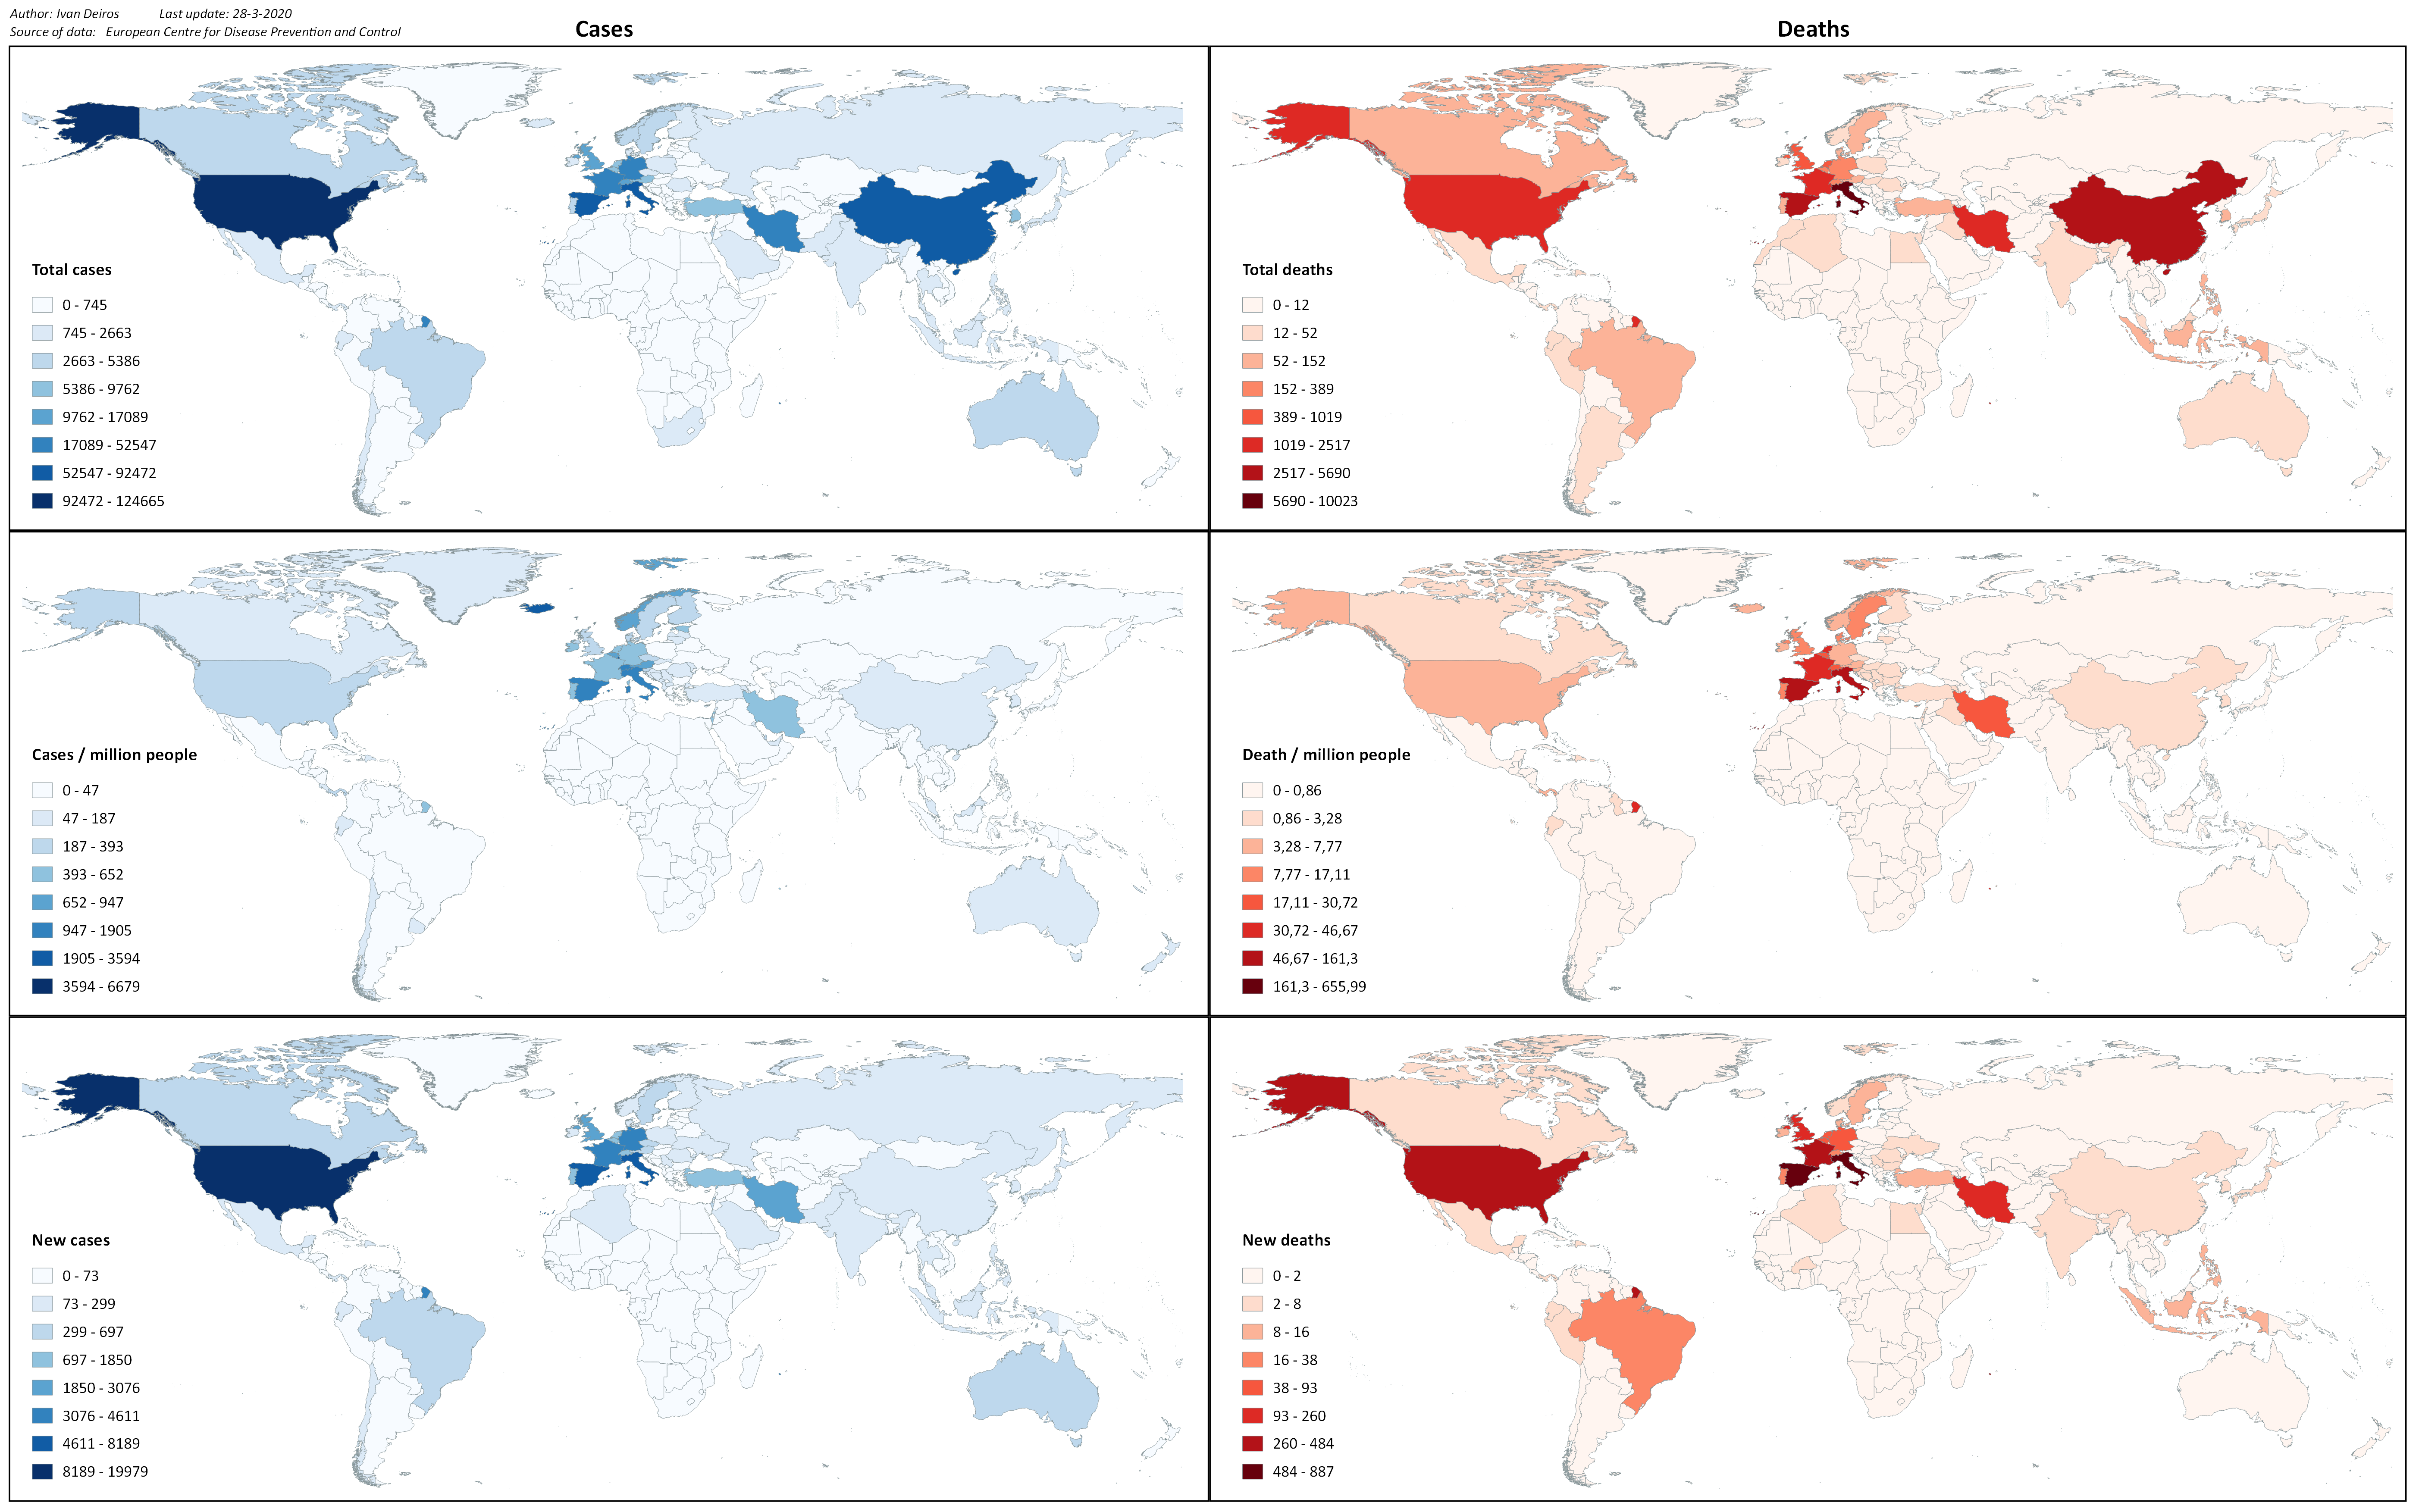 Author: Ivan Deiros Last update: 28-3-2020
Source of data: European Centre for Disease Prevention and Control
Cases
Deaths
Total cases
0 - 745
745 - 2663
2663 - 5386
5386 - 9762
9762 - 17089
17089 - 52547
52547 - 92472
92472 - 124665
Total deaths
0 - 12
12 - 52
52 - 152
152 - 389
389 - 1019
1019 - 2517
2517 - 5690
5690 - 10023
Cases / million people
0 - 47
47 - 187
187 - 393
393 - 652
652 - 947
947 - 1905
1905 - 3594
3594 - 6679
Death / million people
0 - 0,86
0,86 - 3,28
3,28 - 7,77
7,77 - 17,11
17,11 - 30,72
30,72 - 46,67
46,67 - 161,3
161,3 - 655,99
New cases
0 - 73
73 - 299
299 - 697
697 - 1850
1850 - 3076
3076 - 4611
4611 - 8189
8189 - 19979
New deaths
0 - 2
2 - 8
8 - 16
16 - 38
38 - 93
93 - 260
260 - 484
484 - 887